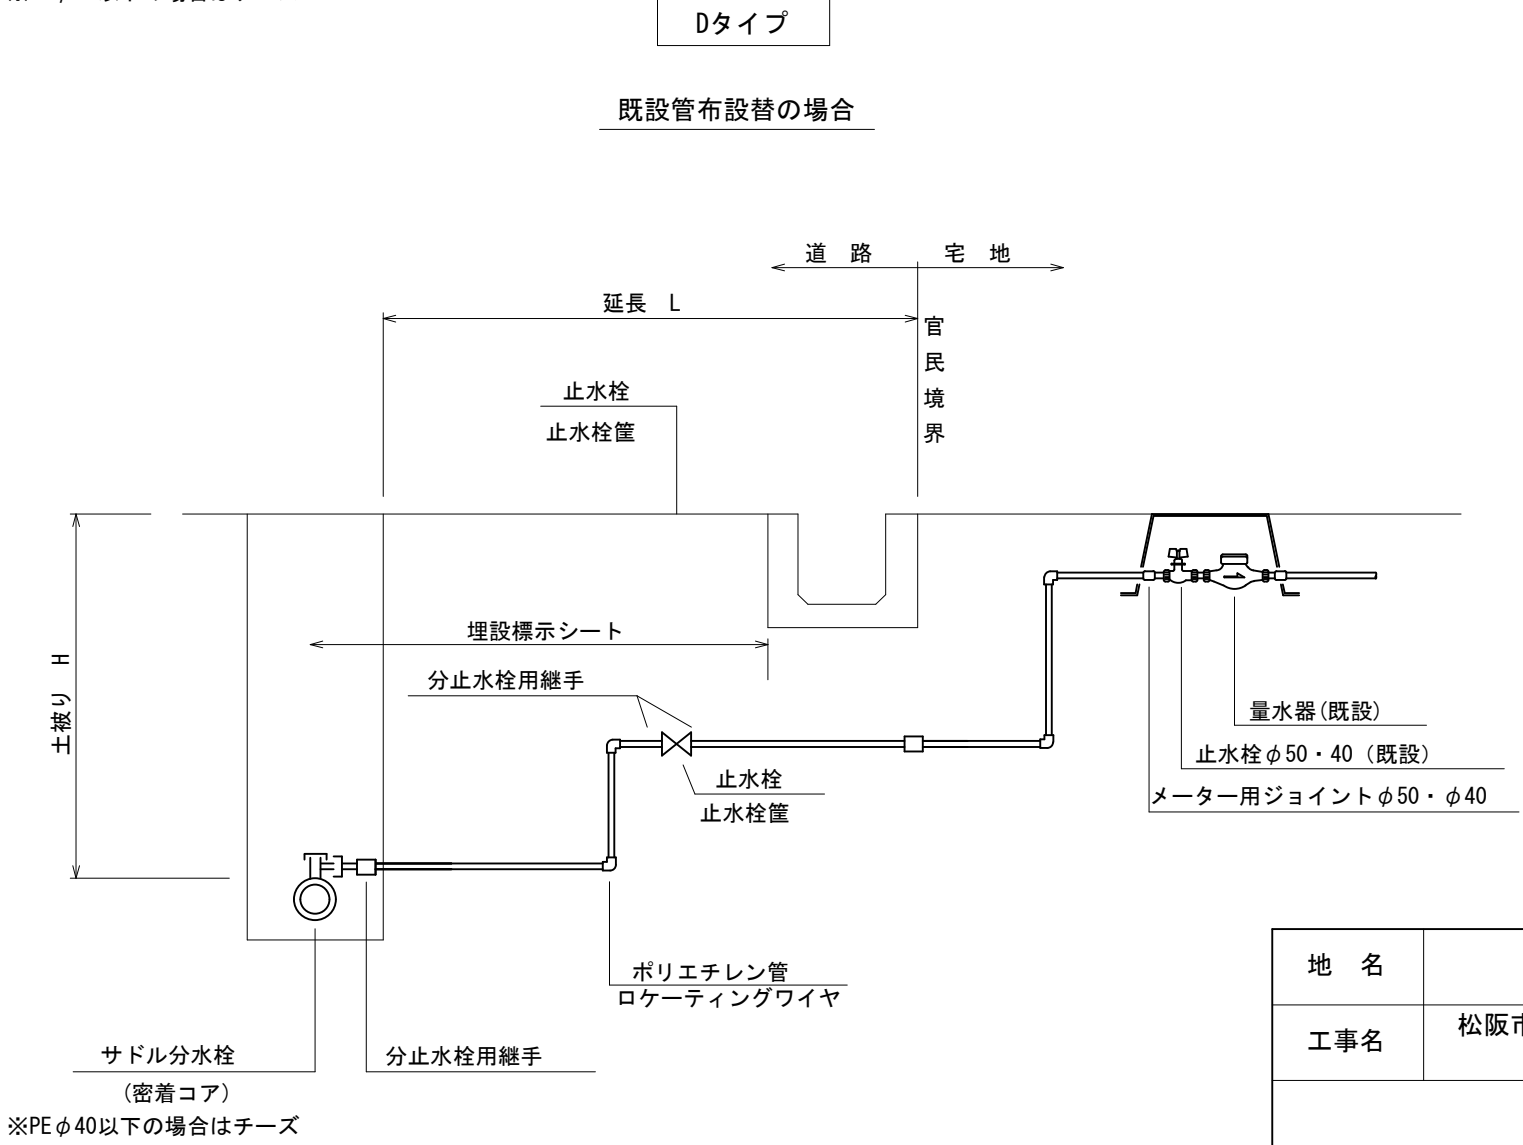 Dタイプ
既設管布設替の場合
道 路
宅 地
延長 L
官民境界
止水栓
止水栓筐
埋設標示シート
土被り H
分止水栓用継手
量水器(既設)
止水栓φ50・40（既設）
メーター用ジョイントφ50・φ40
止水栓
止水栓筐
ポリエチレン管
ロケーティングワイヤ
サドル分水栓
（密着コア）
分止水栓用継手
※PEφ40以下の場合はチーズ
地 名
工事名
松阪市